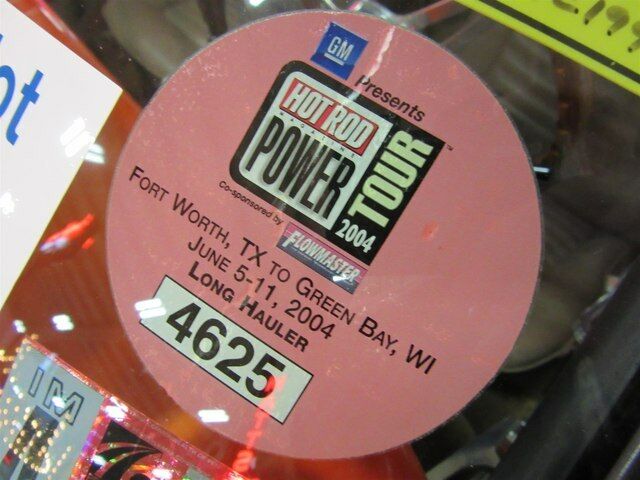 GM
Presents
HOT ROD
MAGAZINE
POWER
TOUR
2004
Co-sponsored by
FLOWMASTER
FORT WORTH, TX TO GREEN BAY, WI
JUNE 5-11, 2004
LONG HAULER
4625
I M